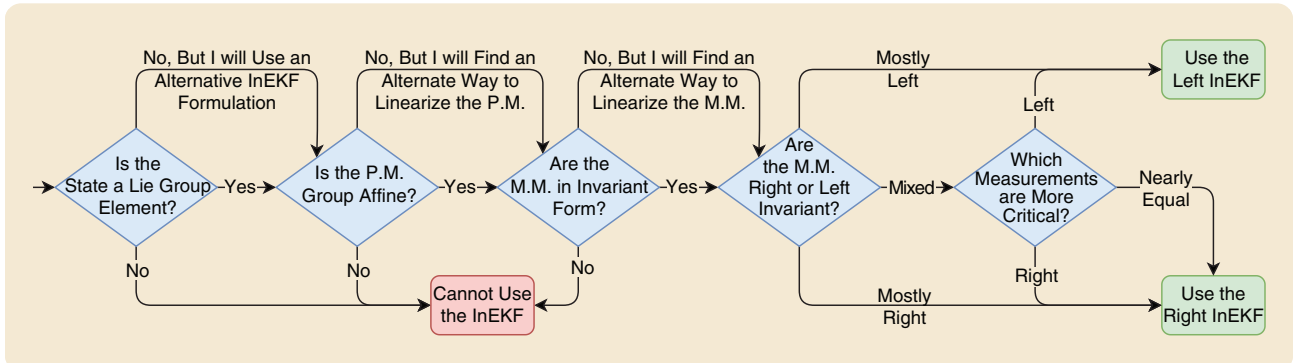 No, But I will Use an
Alternative InEKF
Formulation
No, But I will Find an
Alternate Way to
Linearize the P.M.
No, But I will Find an
Alternate Way to
Linearize the M.M.
Mostly
Left
Use the
Left InEKF
Left
Is the
State a Lie Group
Element?
Yes
Is the P.M.
Group Affine?
Yes
Are the
M.M. in Invariant
Form?
Yes
Are
the M.M.
Right or Left
Invariant?
Mixed
Which
Measurements
are More
Critical?
Nearly
Equal
No
No
No
Right
Cannot Use
the InEKF
Mostly
Right
Use the
Right InEKF